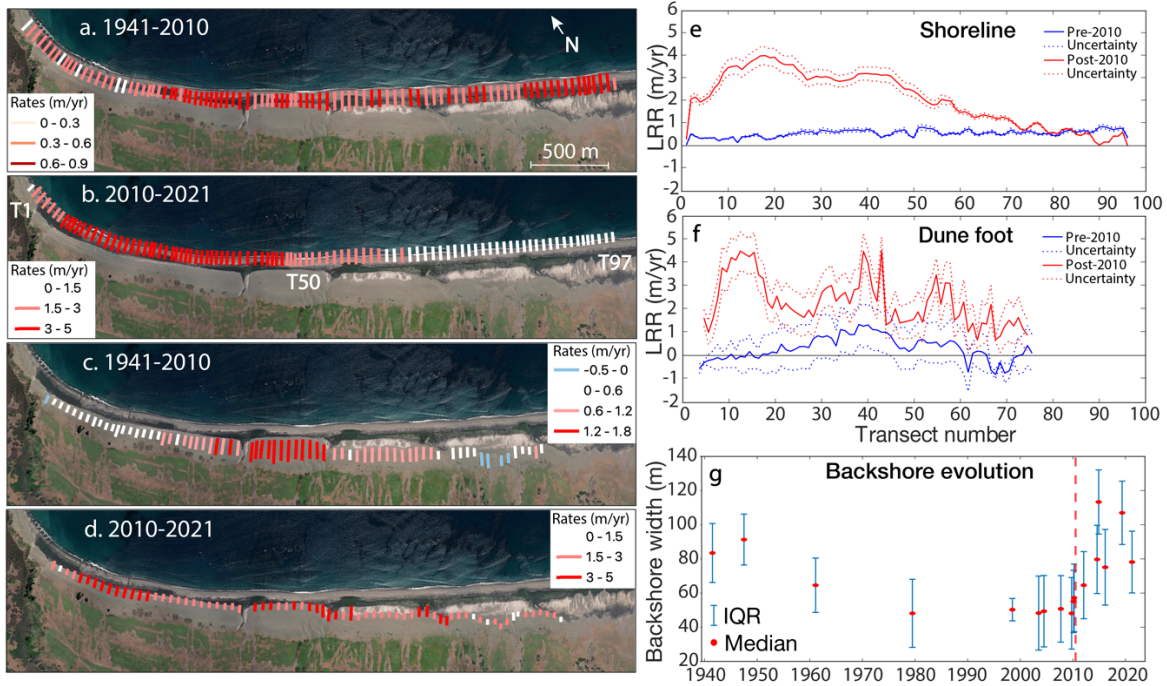 a. 1941-2010
N
Rates (m/yr)
0 - 0.3
0.3 - 0.6
0.6 - 0.9
500 m
b. 2010-2021
T1
T50
T97
Rates (m/yr)
0 - 1.5
1.5 - 3
3 - 5
c. 1941-2010
Rates (m/yr)
-0.5 - 0
0 - 0.6
0.6 - 1.2
1.2 - 1.8
d. 2010-2021
Rates (m/yr)
0 - 1.5
1.5 - 3
3 - 5
e
Shoreline
Pre-2010
Uncertainty
Post-2010
Uncertainty
LRR (m/yr)
6
5
4
3
2
1
0
-1
-2
0 10 20 30 40 50 60 70 80 90 100
f
Dune foot
Pre-2010
Uncertainty
Post-2010
Uncertainty
LRR (m/yr)
6
5
4
3
2
1
0
-1
-2
0 10 20 30 40 50 60 70 80 90 100
Transect number
g
Backshore evolution
Backshore width (m)
140
120
100
80
60
40
20
IQR
Median
1940 1950 1960 1970 1980 1990 2000 2010 2020